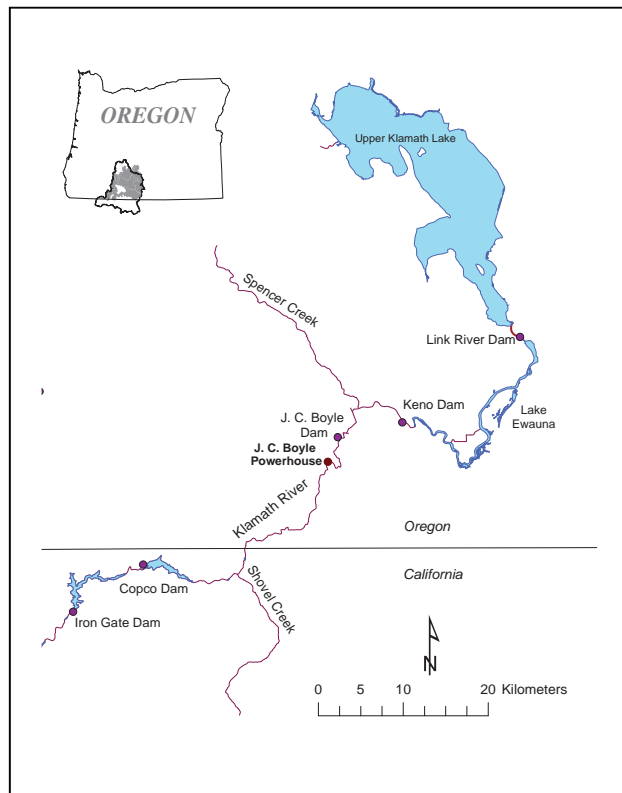 OREGON
Upper Klamath Lake
Spencer Creek
Link River Dam
Keno Dam
Lake
Ewauna
J. C. Boyle
Dam
J. C. Boyle
Powerhouse
Klamath River
Oregon
California
Copco Dam
Shovel Creek
Iron Gate Dam
N
0 5 10 20 Kilometers